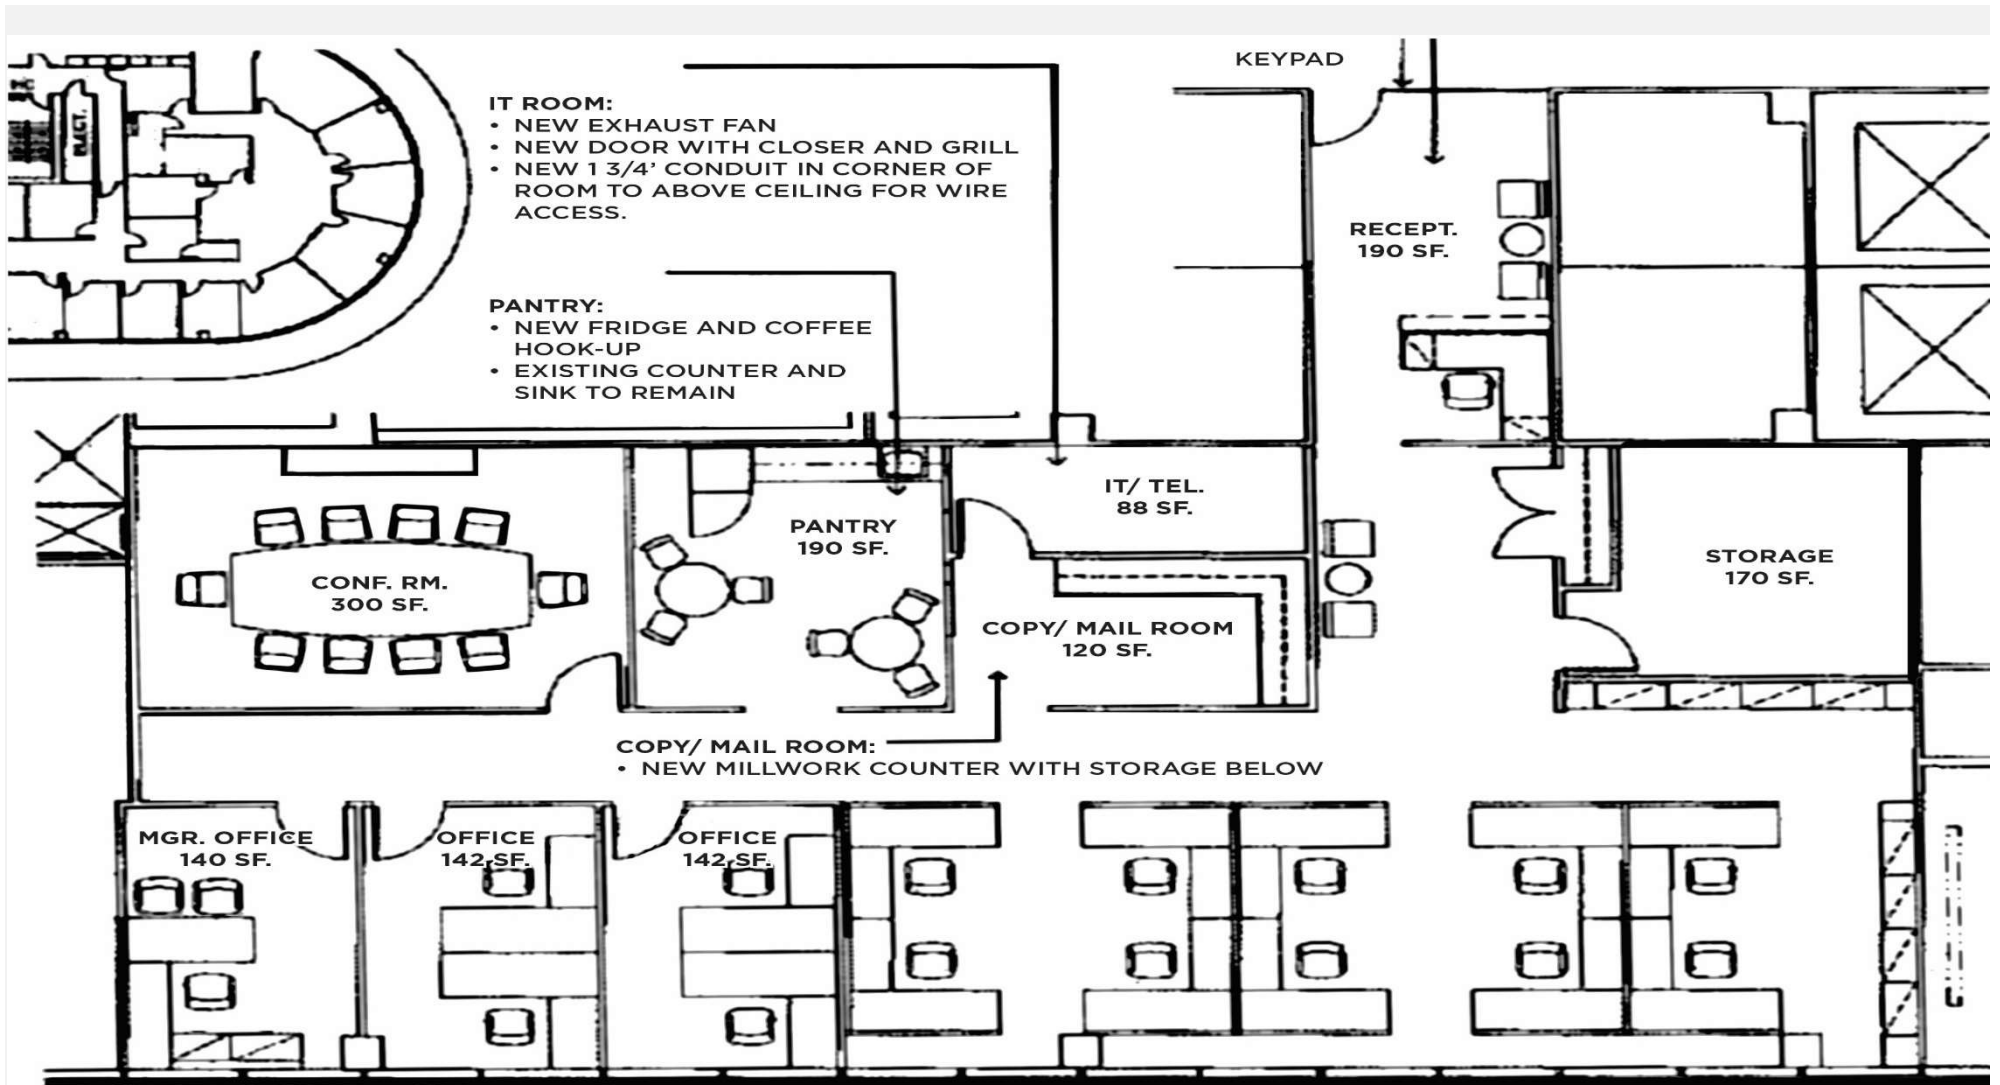 KEYPAD
IT ROOM:
• NEW EXHAUST FAN
• NEW DOOR WITH CLOSER AND GRILL
• NEW 1 3/4' CONDUIT IN CORNER OF
ROOM TO ABOVE CEILING FOR WIRE
ACCESS.
RECEPT.
190 SF.
PANTRY:
• NEW FRIDGE AND COFFEE
HOOK-UP
• EXISTING COUNTER AND
SINK TO REMAIN
IT/ TEL.
88 SF.
PANTRY
190 SF.
CONF. RM.
300 SF.
STORAGE
170 SF.
COPY/ MAIL ROOM
120 SF.
COPY/ MAIL ROOM:
• NEW MILLWORK COUNTER WITH STORAGE BELOW
MGR. OFFICE
140 SF.
OFFICE
142 SF.
OFFICE
142 SF.